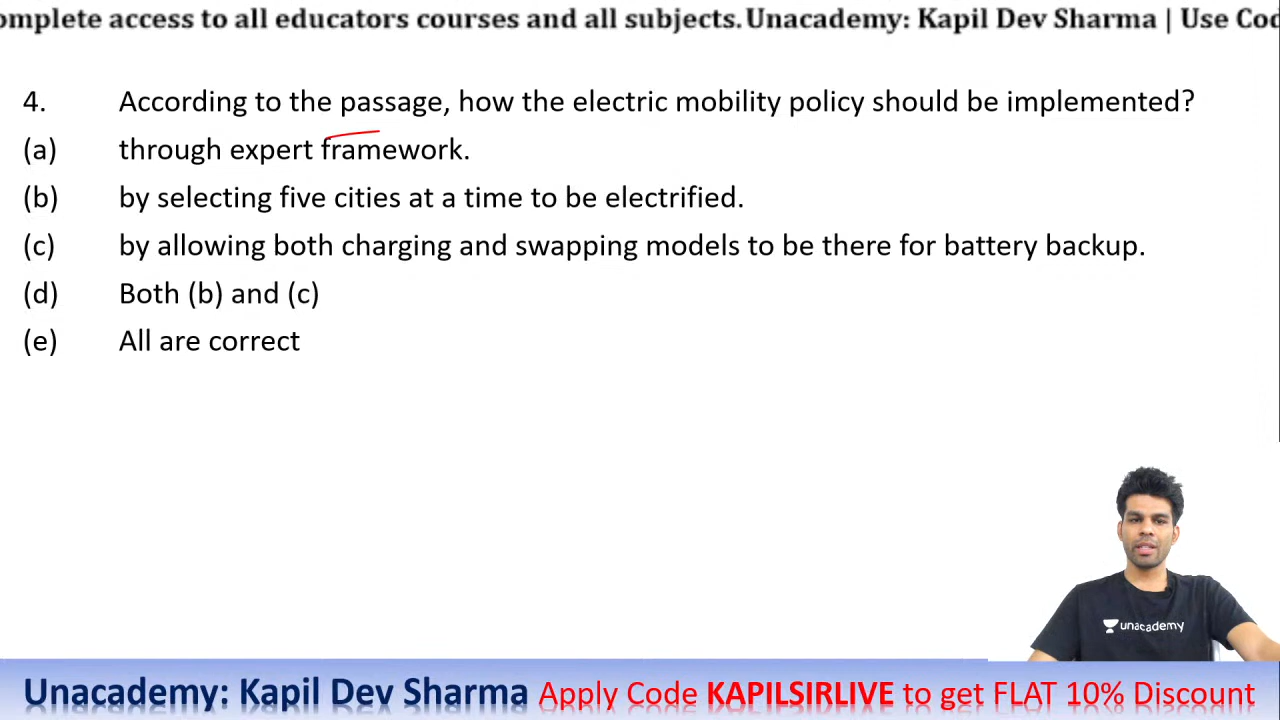 omplete access to all educators courses and all subjects. Unacademy: Kapil Dev Sharma | Use Cod
4. According to the passage, how the electric mobility policy should be implemented?
(a) through expert framework.
(b) by selecting five cities at a time to be electrified.
(c) by allowing both charging and swapping models to be there for battery backup.
(d) Both (b) and (c)
(e) All are correct
unacademy
Unacademy: Kapil Dev Sharma Apply Code KAPILSIRLIVE to get FLAT 10% Discount